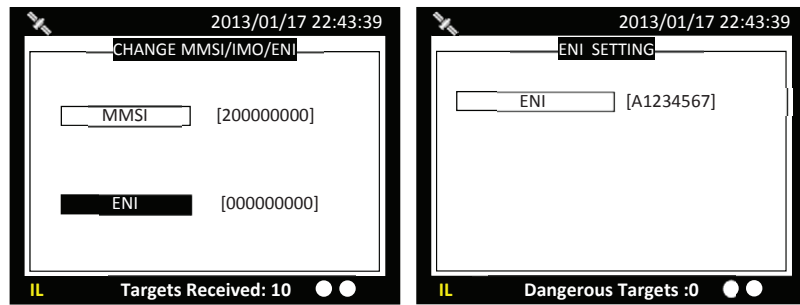 2013/01/17 22:43:39
CHANGE MMSI/IMO/ENI
MMSI [200000000]
ENI [000000000]
IL Targets Received: 10
2013/01/17 22:43:39
ENI SETTING
ENI [A1234567]
IL Dangerous Targets :0